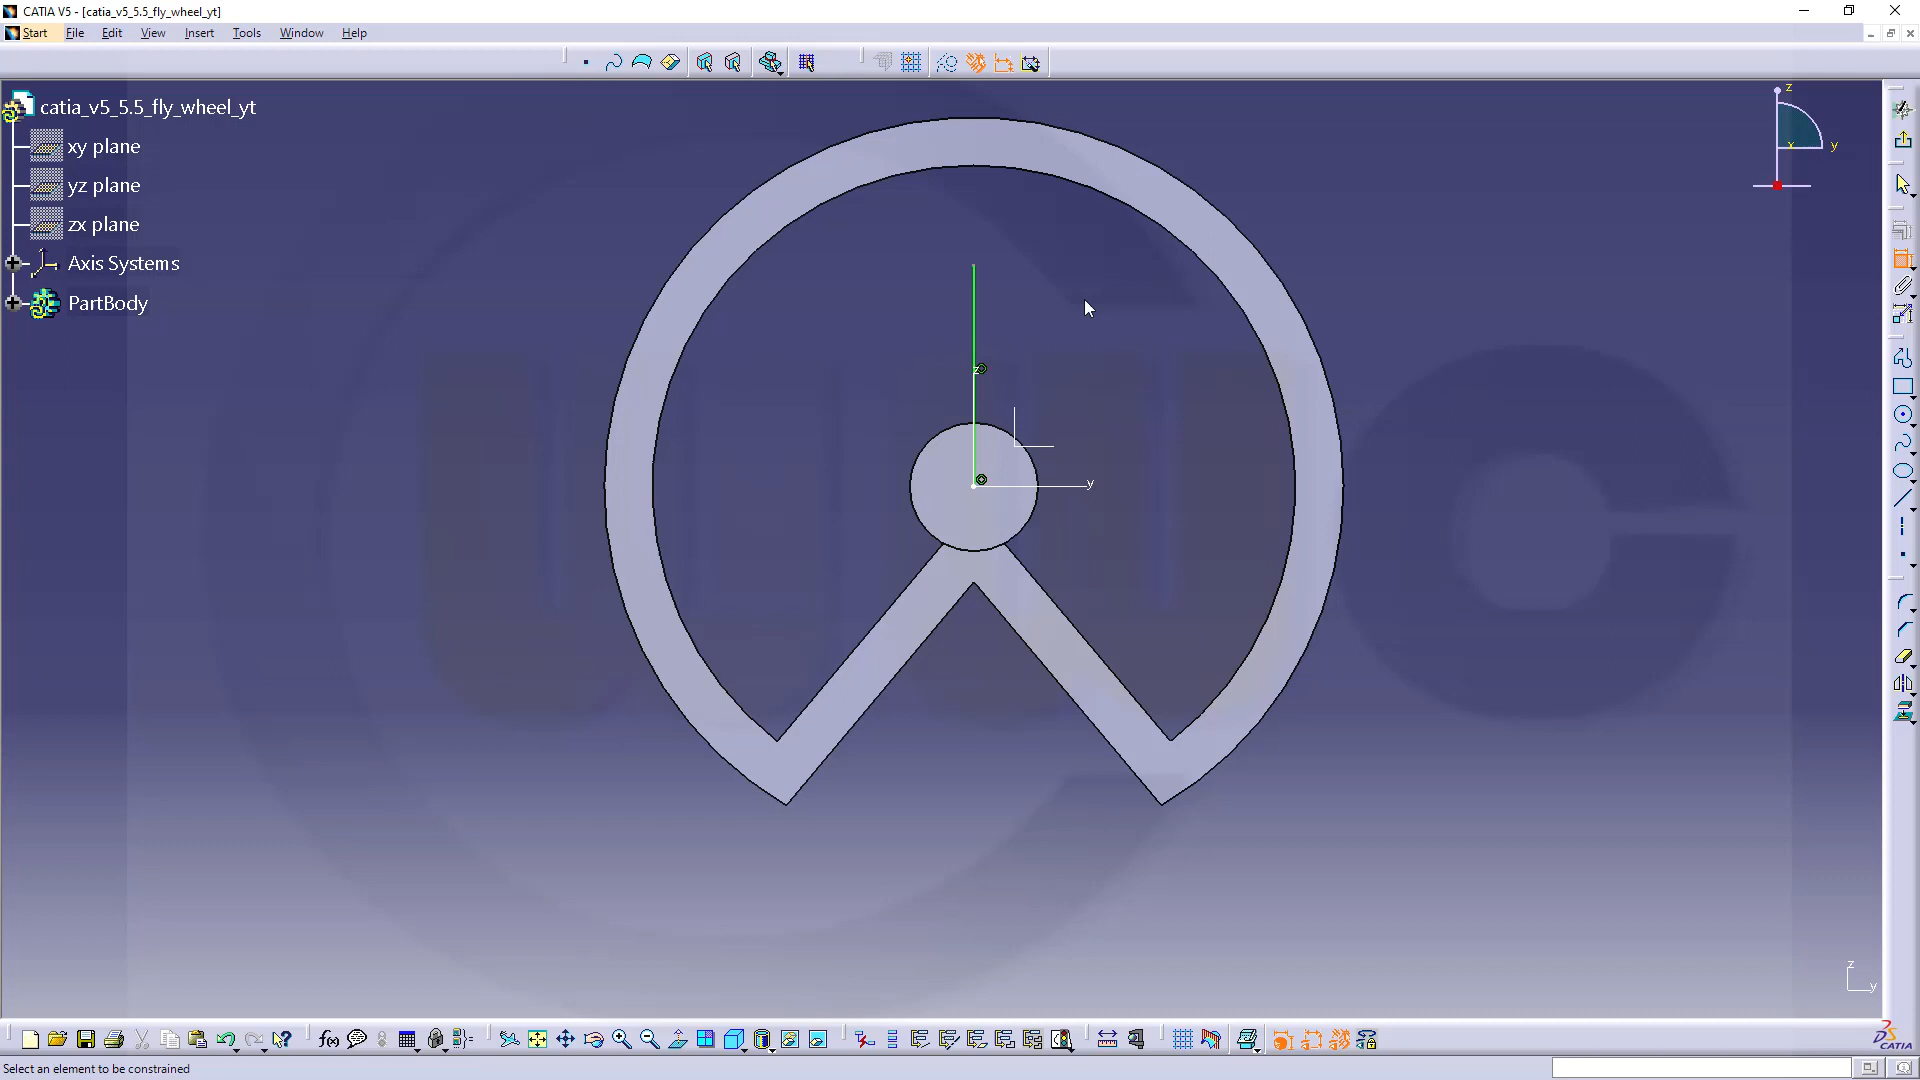 CATIA V5 - [catia_v5_5.5_fly_wheel_yt]
Start File Edit View Insert Tools Window Help
catia_v5_5.5_fly_wheel_yt
xy plane
yz plane
zx plane
Axis Systems
PartBody
z
x
y
z
y
z
y
f(x)
CATIA
Select an element to be constrained